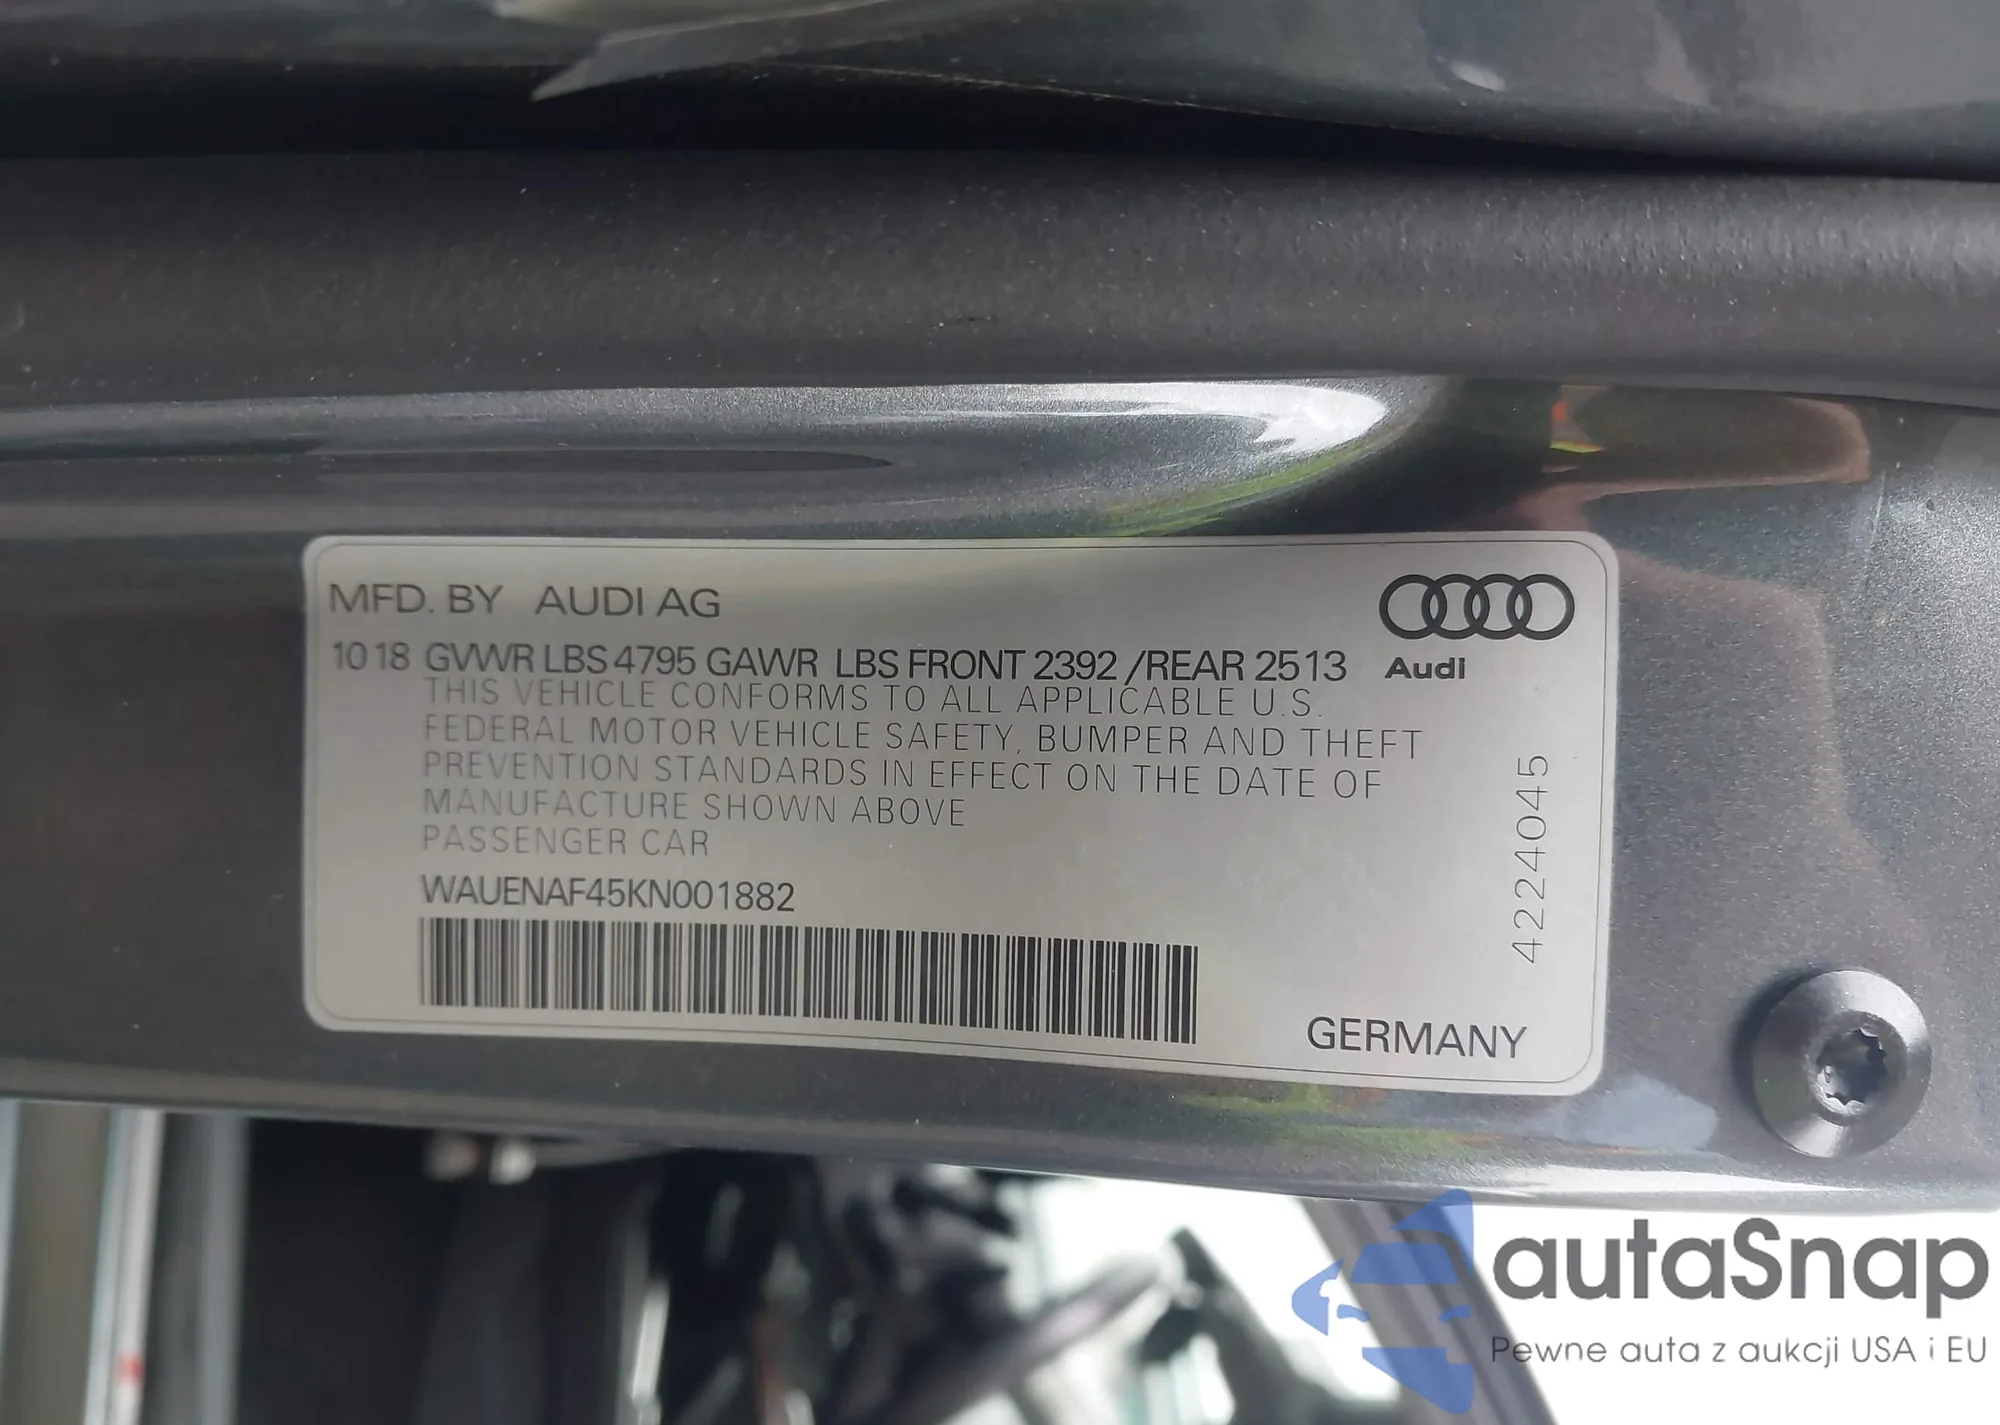 MFD. BY AUDI AG
10 18 GVWR LBS 4795 GAWR LBS FRONT 2392 /REAR 2513
Audi
THIS VEHICLE CONFORMS TO ALL APPLICABLE U.S.
FEDERAL MOTOR VEHICLE SAFETY, BUMPER AND THEFT
PREVENTION STANDARDS IN EFFECT ON THE DATE OF
MANUFACTURE SHOWN ABOVE
PASSENGER CAR
WAUENAF45KN001882
4224045
GERMANY
autaSnap
Pewne auta z aukcji USA i EU